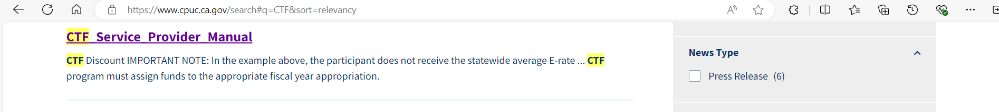 https://www.cpuc.ca.gov/search#q=CTF&sort=relevancy
CTF_Service_Provider_Manual
CTF Discount IMPORTANT NOTE: In the example above, the participant does not receive the statewide average E-rate ... CTF
program must assign funds to the appropriate fiscal year appropriation.
News Type
Press Release (6)